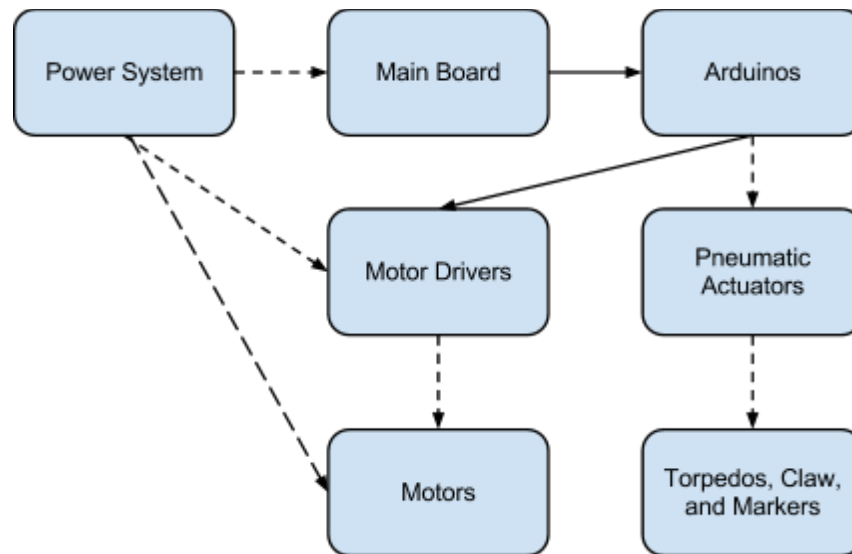 Power System
Main Board
Arduinos
Motor Drivers
Pneumatic
Actuators
Motors
Torpedos, Claw,
and Markers